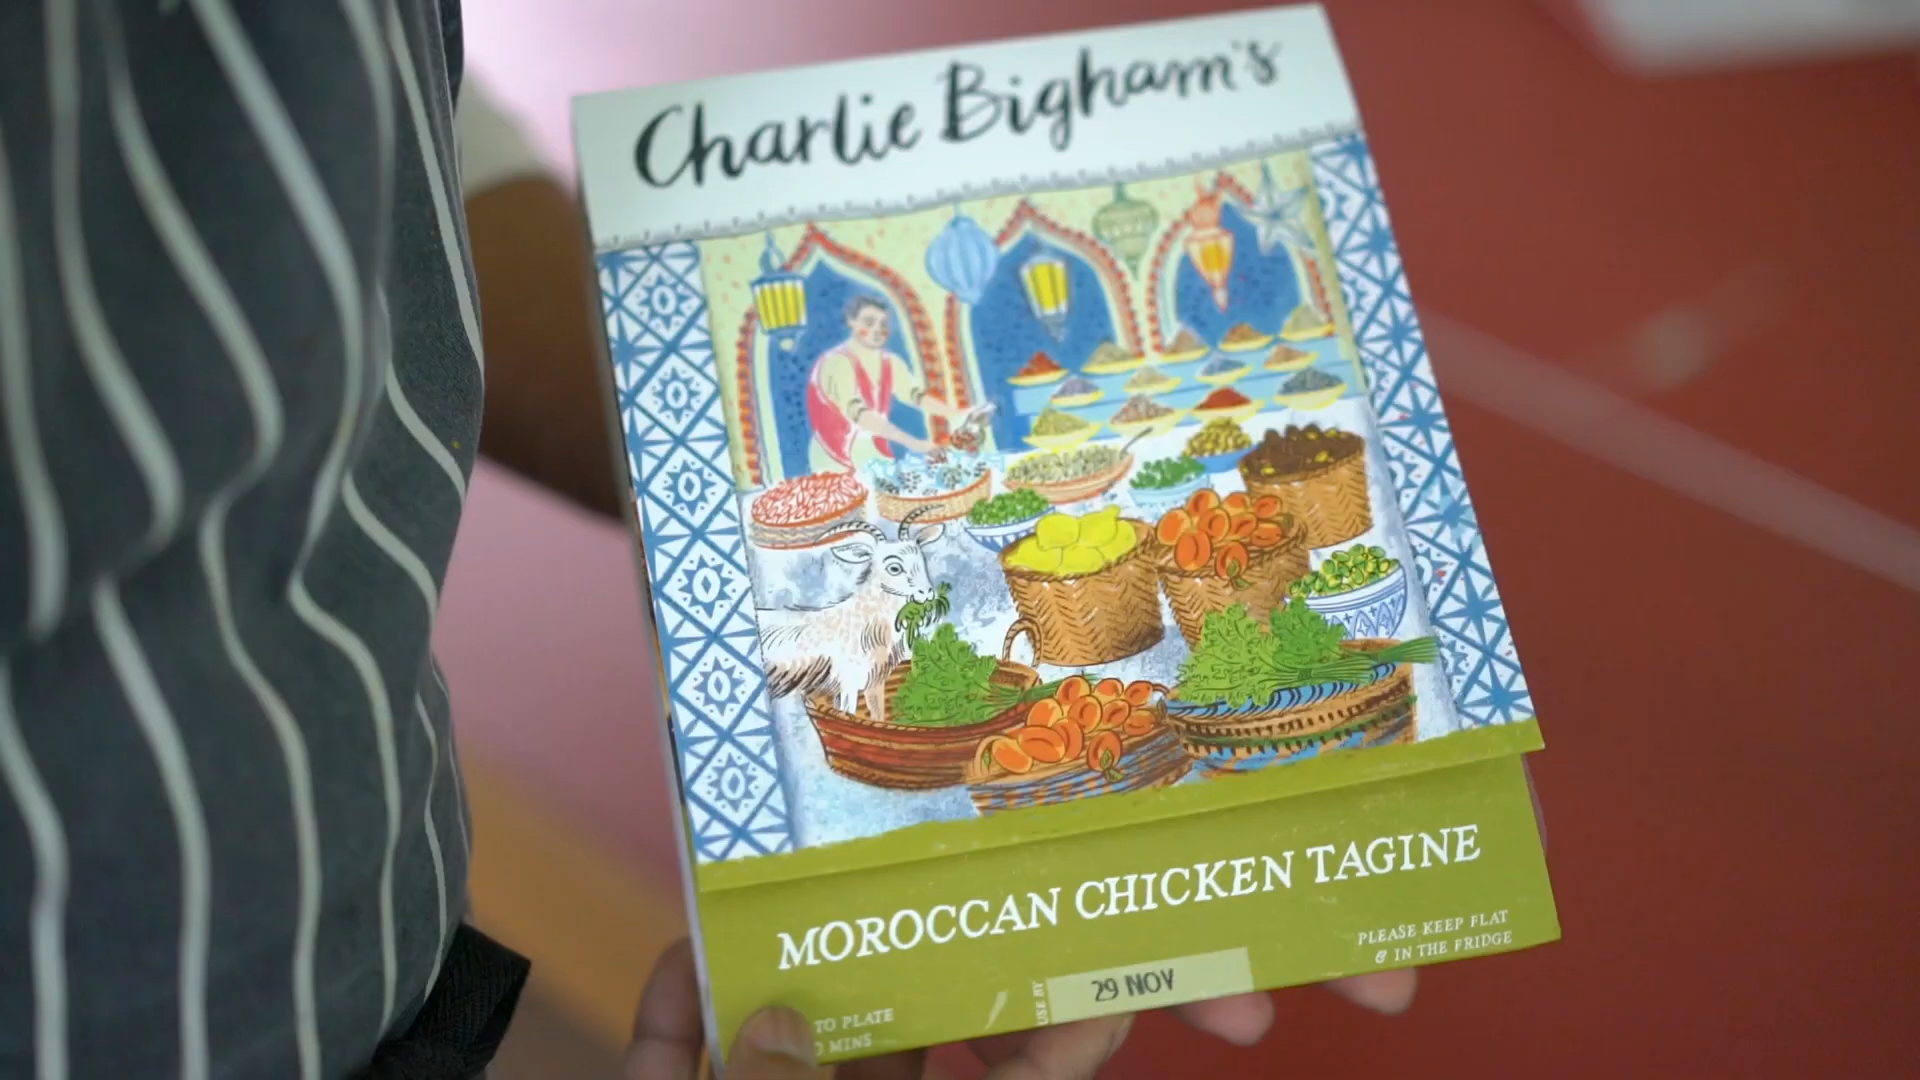 Charlie Bigham's
MOROCCAN CHICKEN TAGINE
PLEASE KEEP FLAT
& IN THE FRIDGE
USE BY
29 NOV
TO PLATE
MINS